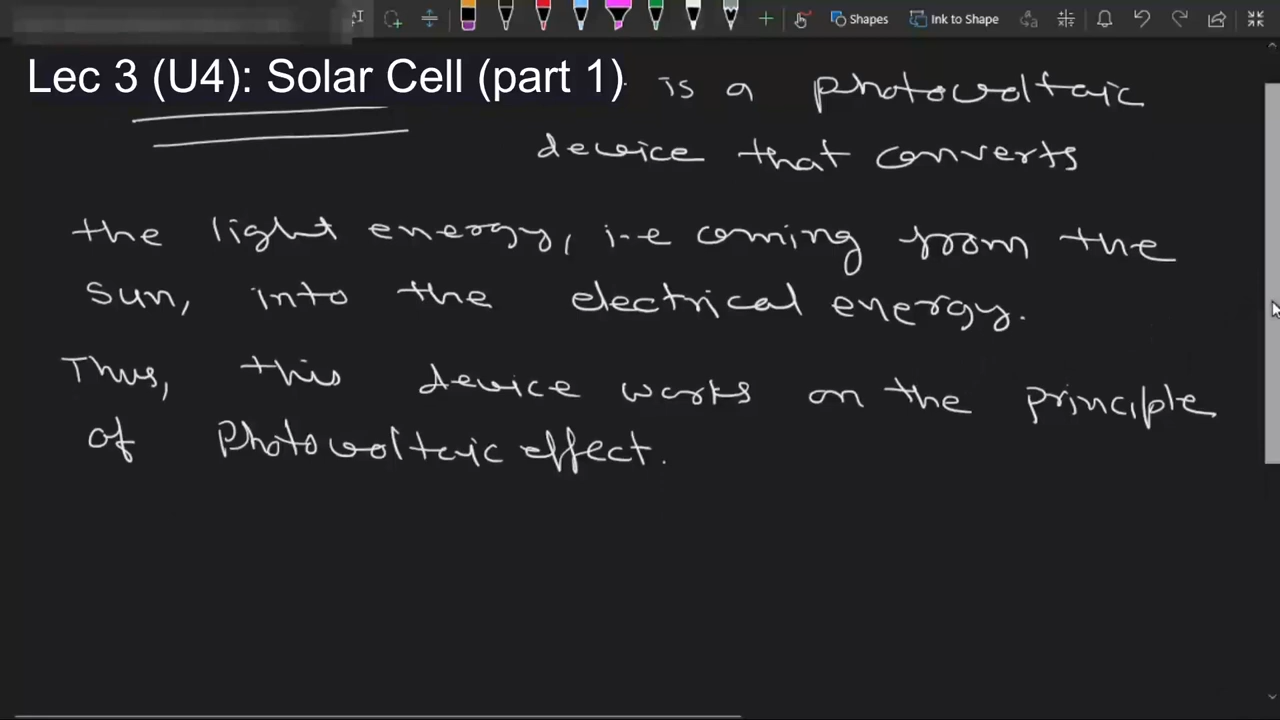 Shapes
Ink to Shape
Lec 3 (U4): Solar Cell (part 1) is a photovoltaic
device that converts
the light energy, i.e coming from the
sun, into the electrical energy.
Thus, this device works on the principle
of Photovoltaic effect.